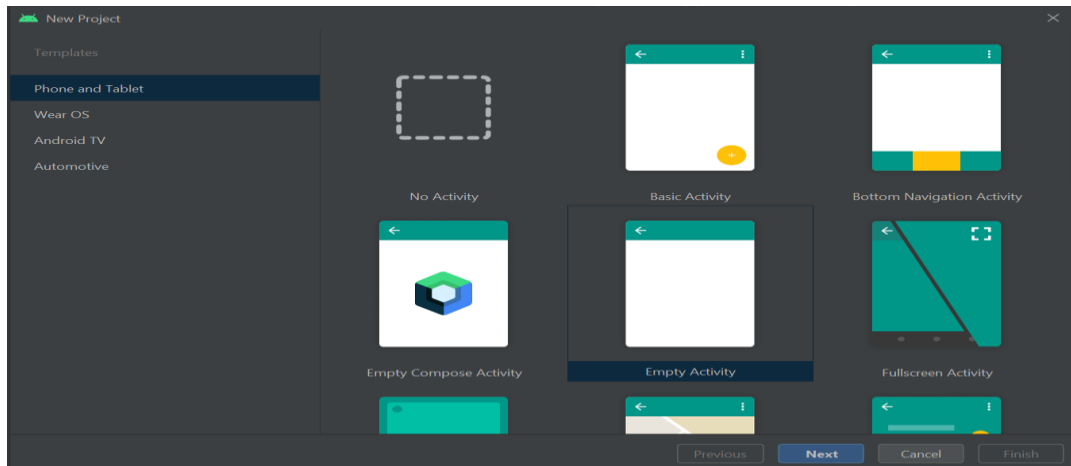 New Project
Templates
Phone and Tablet
Wear OS
Android TV
Automotive
No Activity
Basic Activity
Bottom Navigation Activity
Empty Compose Activity
Empty Activity
Fullscreen Activity
Previous
Next
Cancel
Finish